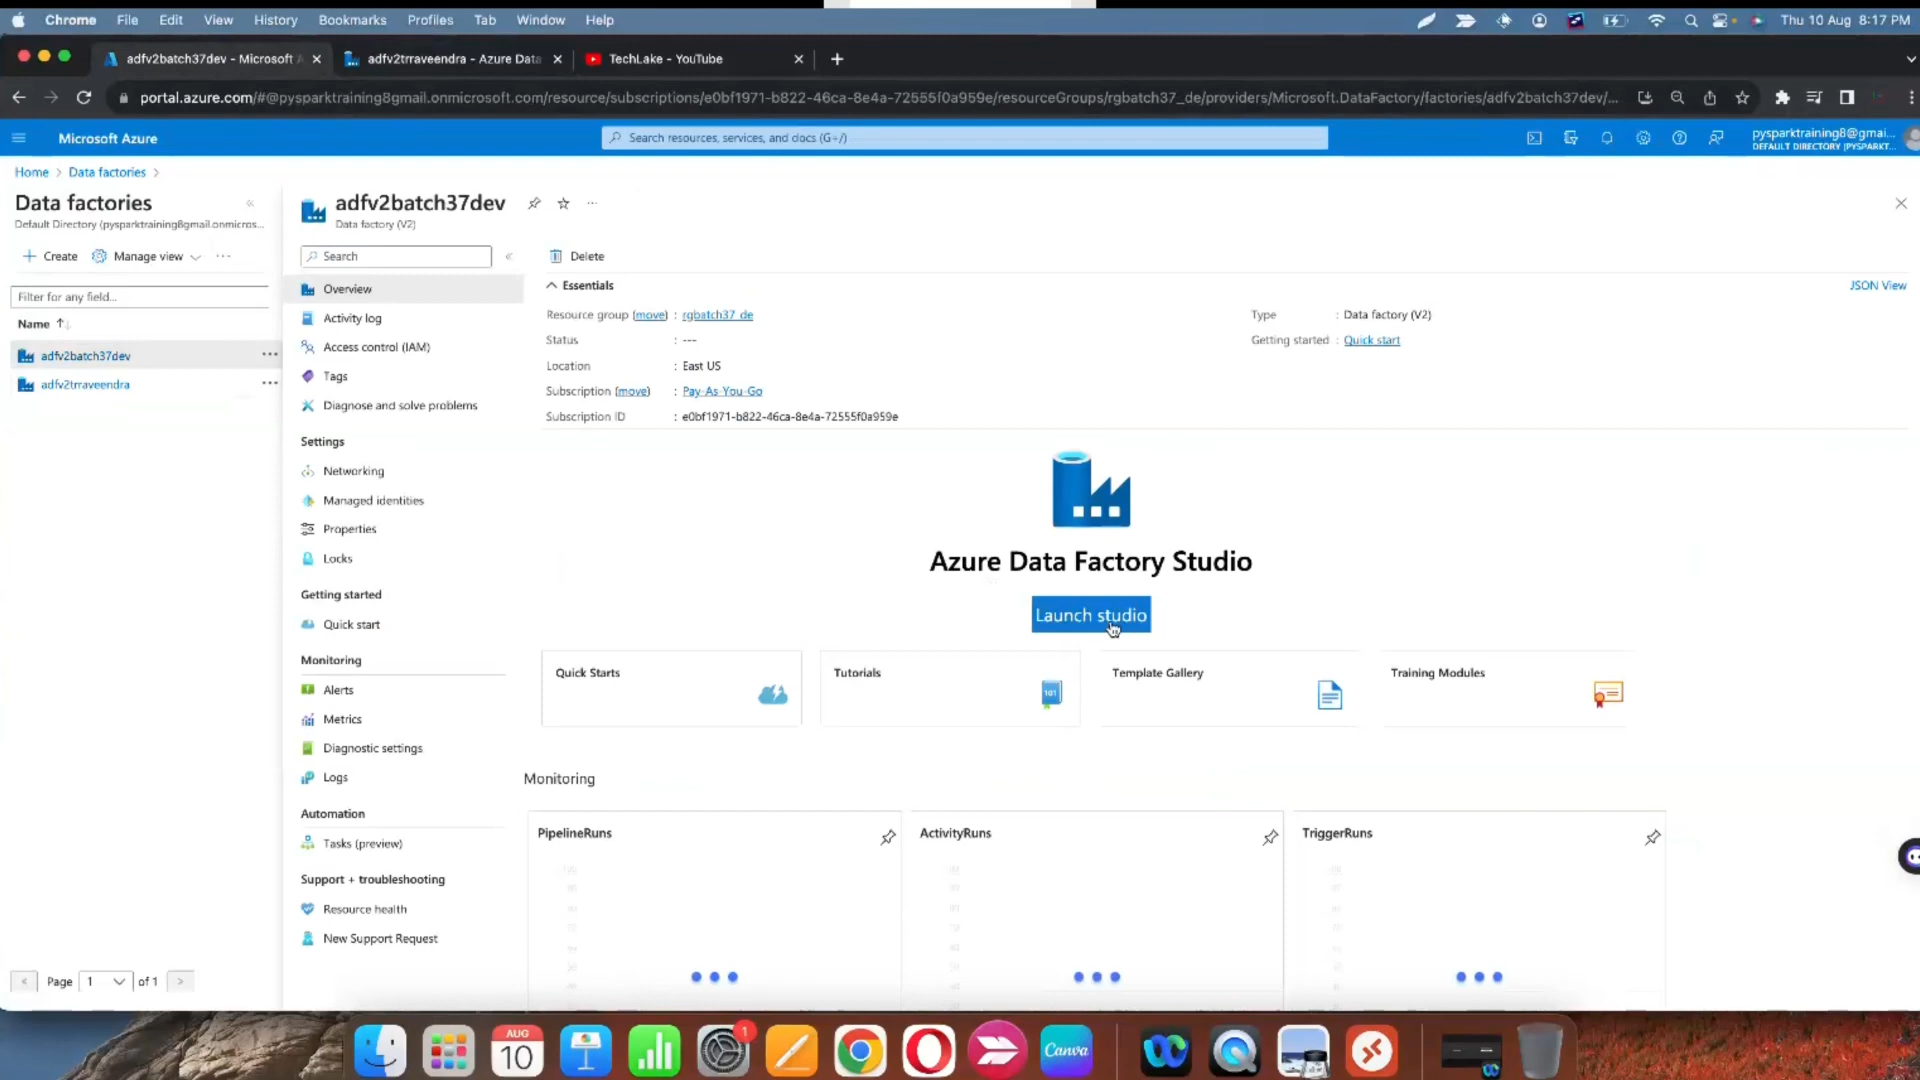 Chrome File Edit View History Bookmarks Profiles Tab Window Help
Thu 10 Aug 8:17 PM
adfv2batch37dev - Microsoft A
adfv2trraveendra - Azure Data
TechLake - YouTube
portal.azure.com/#@pysparktraining8gmail.onmicrosoft.com/resource/subscriptions/e0bf1971-b822-46ca-8e4a-72555f0a959e/resourceGroups/rgbatch37_de/providers/Microsoft.DataFactory/factories/adfv2batch37dev/...
Microsoft Azure
Search resources, services, and docs (G+/)
pysparktraining8@gmai...
DEFAULT DIRECTORY (PYSPARKT...
Home > Data factories >
Data factories
Default Directory (pysparktraining8gmail.onmicros...
Create
Manage view
Filter for any field...
Name
adfv2batch37dev
adfv2trraveendra
Page 1 of 1
adfv2batch37dev
Data factory (V2)
Search
Overview
Activity log
Access control (IAM)
Tags
Diagnose and solve problems
Settings
Networking
Managed identities
Properties
Locks
Getting started
Quick start
Monitoring
Alerts
Metrics
Diagnostic settings
Logs
Automation
Tasks (preview)
Support + troubleshooting
Resource health
New Support Request
Delete
Essentials
JSON View
Resource group (move) : rgbatch37_de
Status : ---
Location : East US
Subscription (move) : Pay-As-You-Go
Subscription ID : e0bf1971-b822-46ca-8e4a-72555f0a959e
Type : Data factory (V2)
Getting started : Quick start
Azure Data Factory Studio
Launch studio
Quick Starts
Tutorials
101
Template Gallery
Training Modules
Monitoring
PipelineRuns
ActivityRuns
TriggerRuns
AUG
10
1
Canva